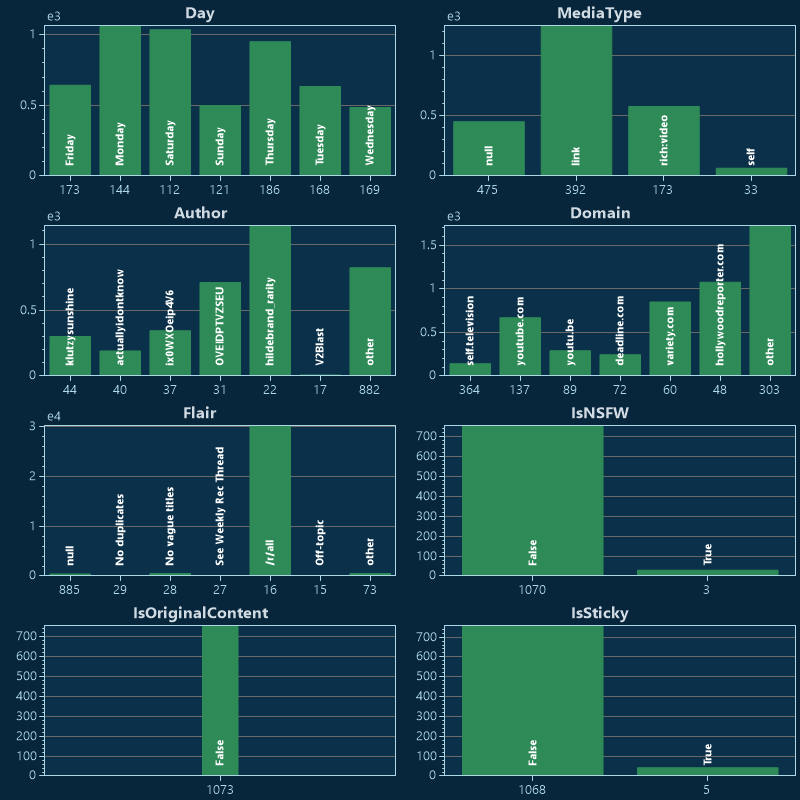 Day
1e3
1
0.5
0
Friday
Monday
Saturday
Sunday
Thursday
Tuesday
Wednesday
173 144 112 121 186 168 169
MediaType
1e3
1
0.5
0
null
link
rich:video
self
475 392 173 33
Author
1e3
1
0.5
0
klutzysunshine
actuallyidontknow
OVEIDPTVZSEU
hildebrand_rarity
V2Blast
other
44 40 37 31 22 17 882
Domain
1e3
1.5
1
0.5
0
self.television
youtube.com
youtu.be
deadline.com
variety.com
hollywoodreporter.com
other
364 137 89 72 60 48 303
Flair
1e4
3
2
1
0
null
No duplicates
No vague titles
See Weekly Rec Thread
/r/all
Off-topic
other
885 29 28 27 16 15 73
IsNSFW
700
600
500
400
300
200
100
0
False
True
1070 3
IsOriginalContent
700
600
500
400
300
200
100
0
False
1073
IsSticky
700
600
500
400
300
200
100
0
False
True
1068 5